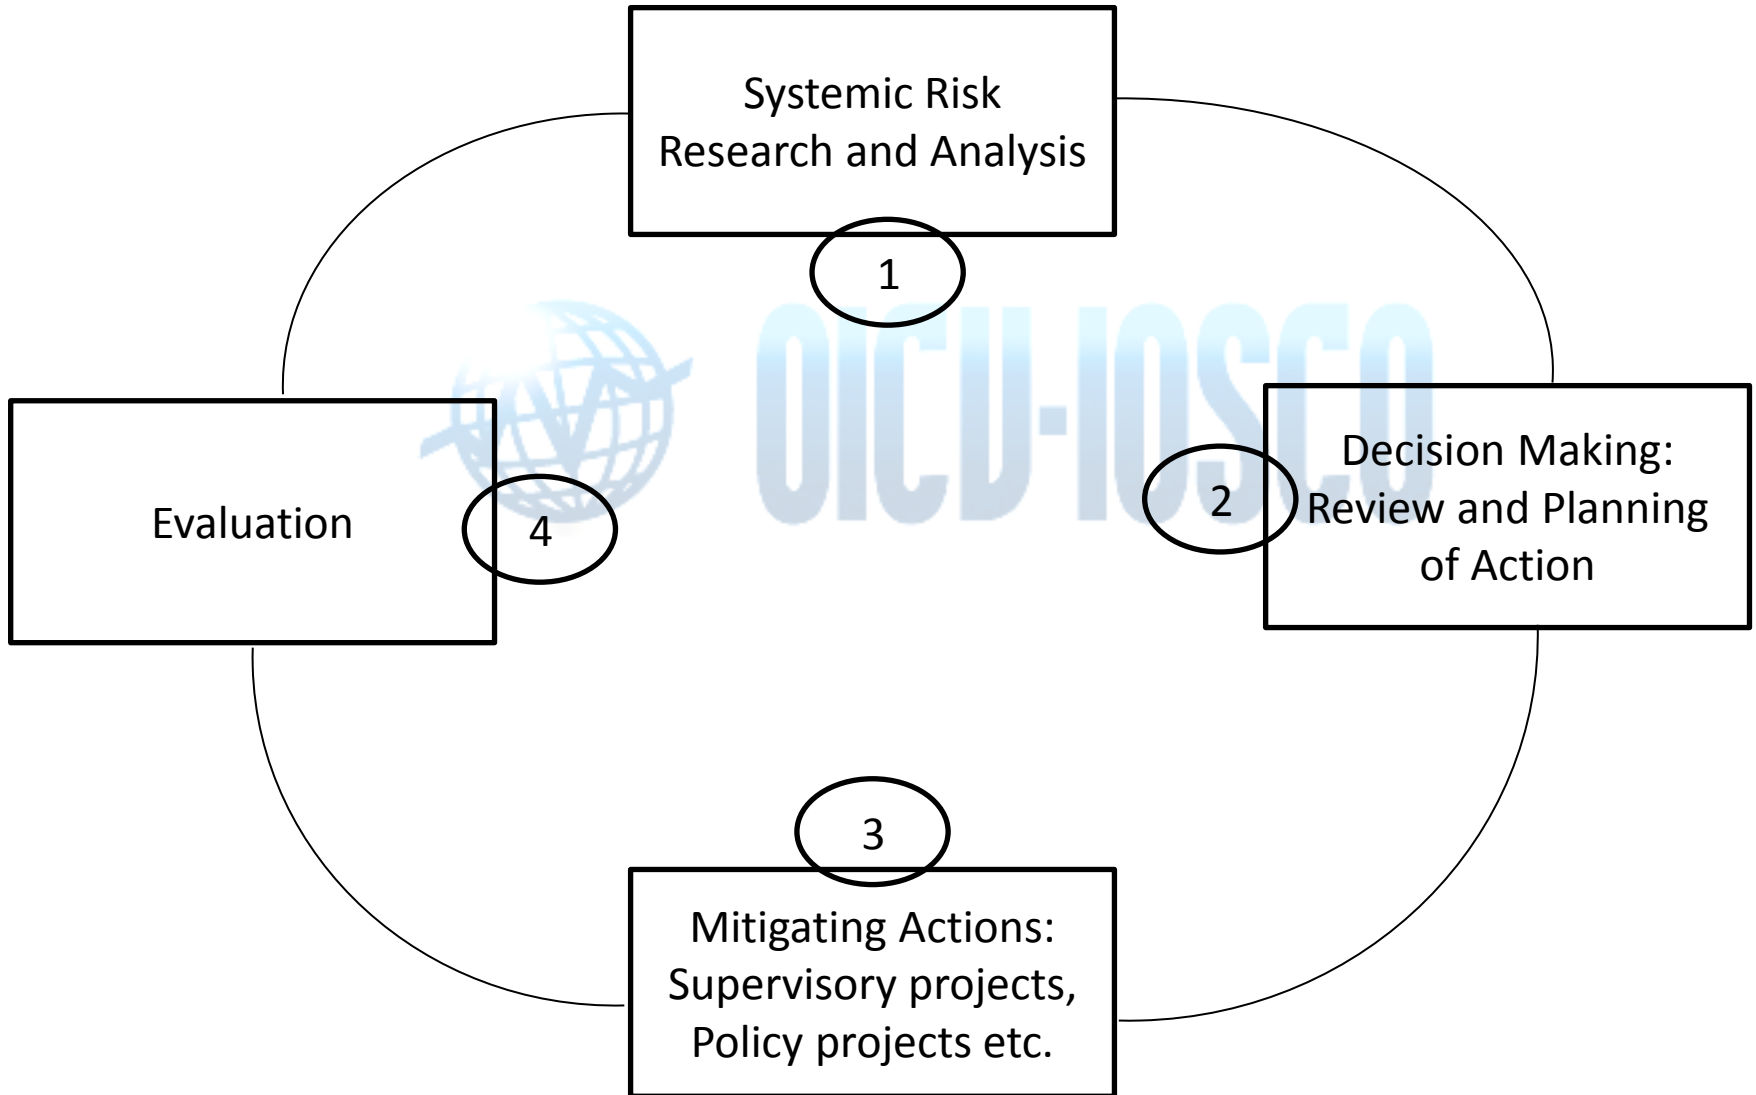 Systemic Risk
Research and Analysis
1
OICU-IOSCO
Decision Making:
Review and Planning
of Action
2
Evaluation
4
3
Mitigating Actions:
Supervisory projects,
Policy projects etc.